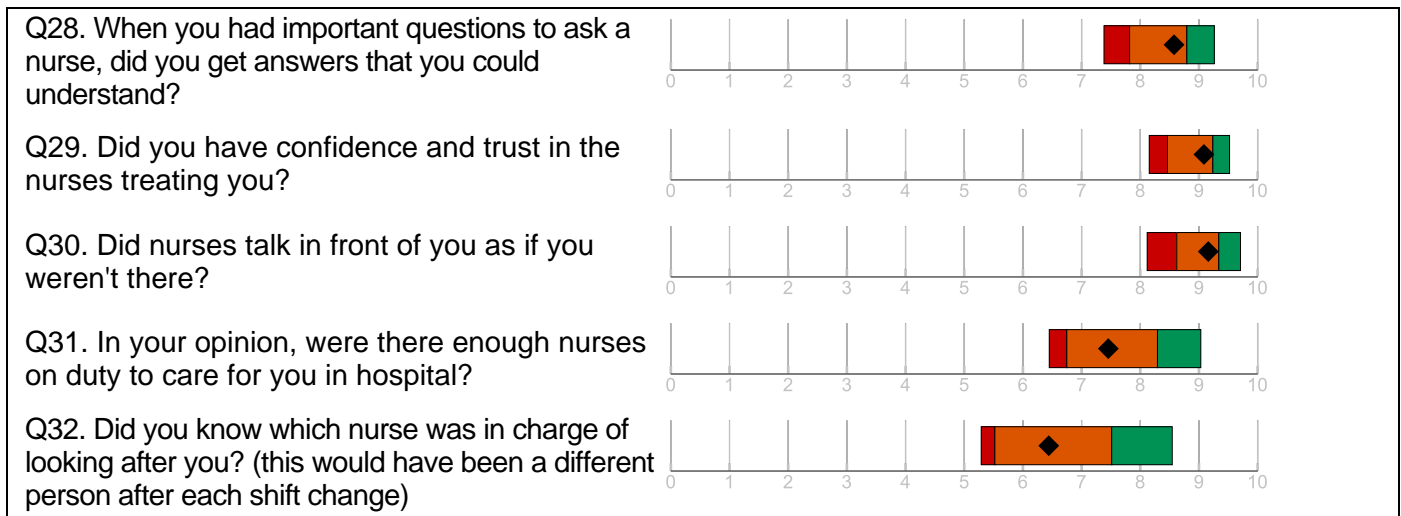 Q28. When you had important questions to ask a
nurse, did you get answers that you could
understand?
0 1 2 3 4 5 6 7 8 9 10
Q29. Did you have confidence and trust in the
nurses treating you?
0 1 2 3 4 5 6 7 8 9 10
Q30. Did nurses talk in front of you as if you
weren't there?
0 1 2 3 4 5 6 7 8 9 10
Q31. In your opinion, were there enough nurses
on duty to care for you in hospital?
0 1 2 3 4 5 6 7 8 9 10
Q32. Did you know which nurse was in charge of
looking after you? (this would have been a different
person after each shift change)
0 1 2 3 4 5 6 7 8 9 10